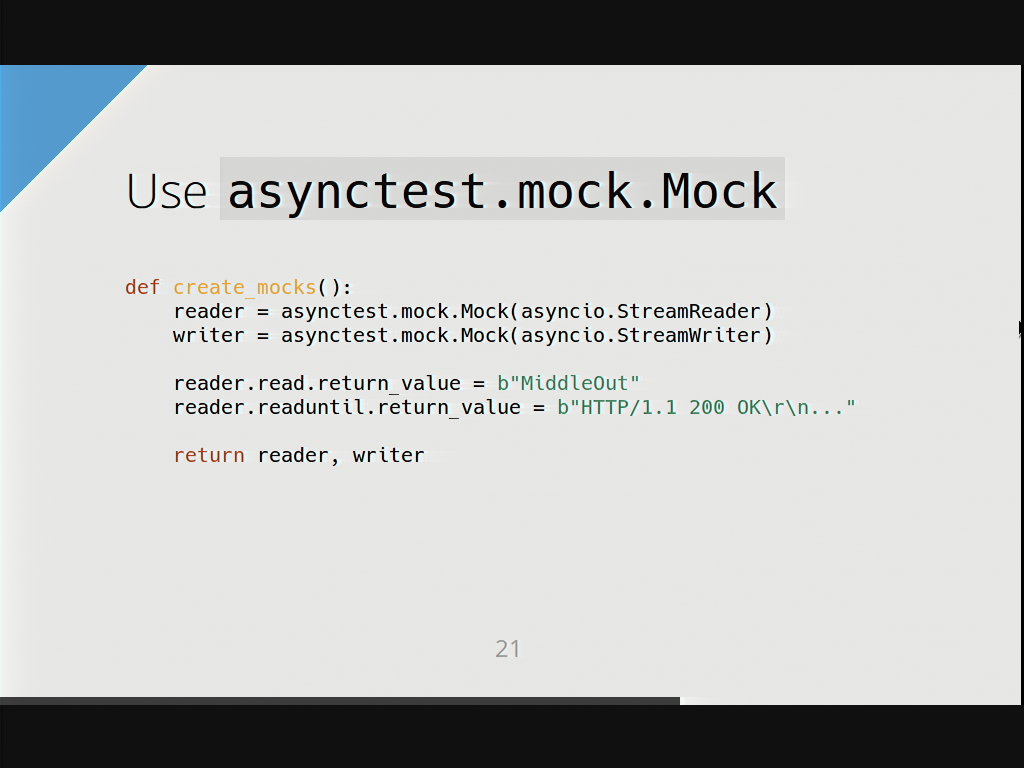 Use asynctest.mock.Mock
def create_mocks():
    reader = asynctest.mock.Mock(asyncio.StreamReader)
    writer = asynctest.mock.Mock(asyncio.StreamWriter)
    reader.read.return_value = b"MiddleOut"
    reader.readuntil.return_value = b"HTTP/1.1 200 OK\r\n..."
    return reader, writer
21